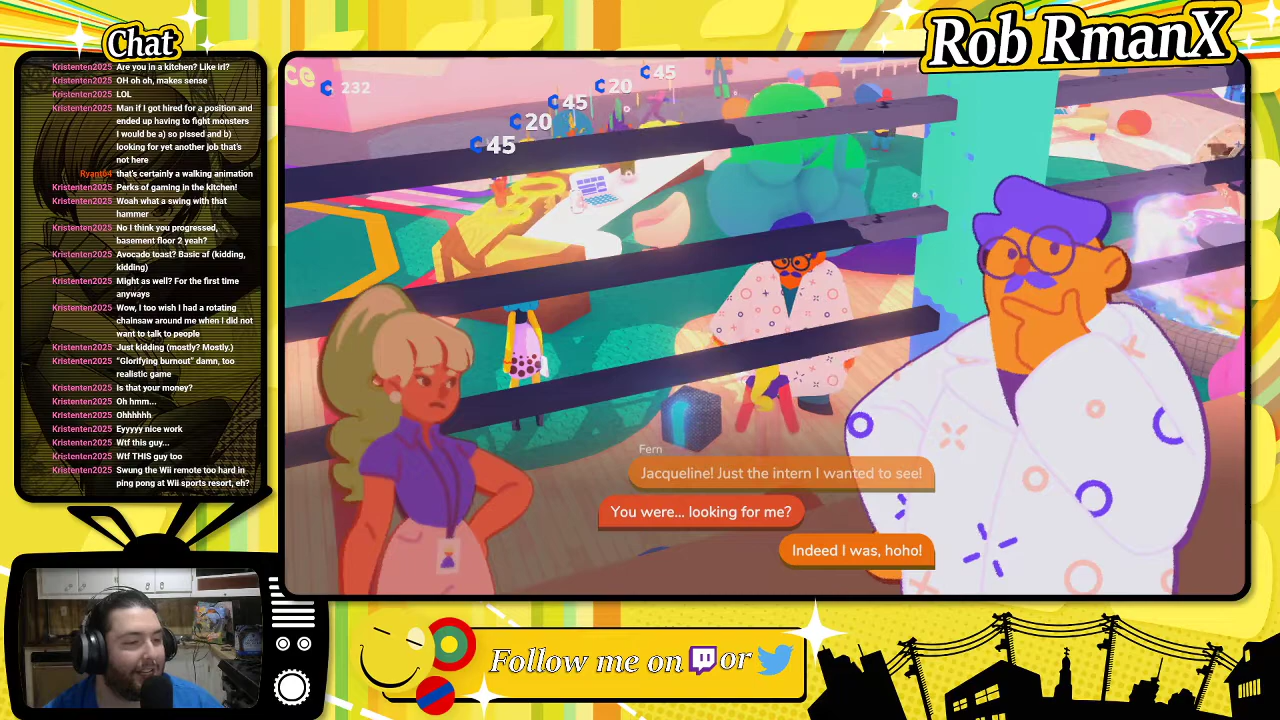 Chat
Rob RmanX
Kristenten2025 Are you in a kitchen? Like irl?
Kristenten2025 OH oh oh, makes sense
Kristenten2025 LOL
Kristenten2025 Man if I got hired for a position and
ended up having to fight monsters
I would be a) so pissed and b)
looking for yet another job that's
not here
Ryant64 that's certainly a running animation
Kristenten2025 Perks of gaming in the kitchen!
Kristenten2025 Woah what a swing with that
hammer
Kristenten2025 No I think you progressed,
basement floor 2 yeah?
Kristenten2025 Avocado toast? Basic af (kidding,
kidding)
Kristenten2025 Might as well? For the first time
anyways
Kristenten2025 Wow, I too wish I had a rotating
chain around me when I did not
want to talk to people
Kristenten2025 Just kidding (mostly? Mostly.)
Kristenten2025 "Glorifying burnout" damn, too
realistic game
Kristenten2025 Is that your money?
Kristenten2025 Oh hmm...
Kristenten2025 Ohhhhhh
Kristenten2025 Eyyyyy nice work
Kristenten2025 Wtf this guy...
Kristenten2025 Wtf THIS guy too
Kristenten2025 Swung the Wii remote too hard in
ping pong at Wii sports resort, eh?
ce
232
45
20
45
20
45
Jacqueline! Just the intern I wanted to see!
You were... looking for me?
Indeed I was, hoho!
Follow me on or